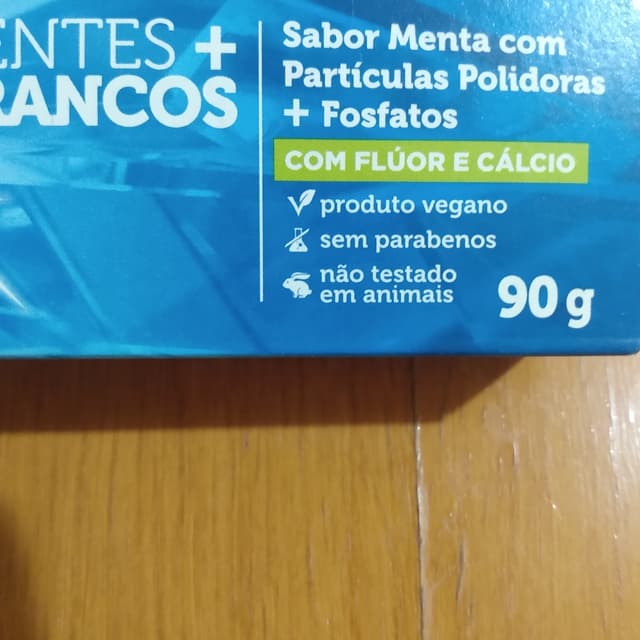 ENTES +
RANCOS
Sabor Menta com
Partículas Polidoras
+ Fosfatos
COM FLÚOR E CÁLCIO
produto vegano
sem parabenos
não testado
em animais
90 g